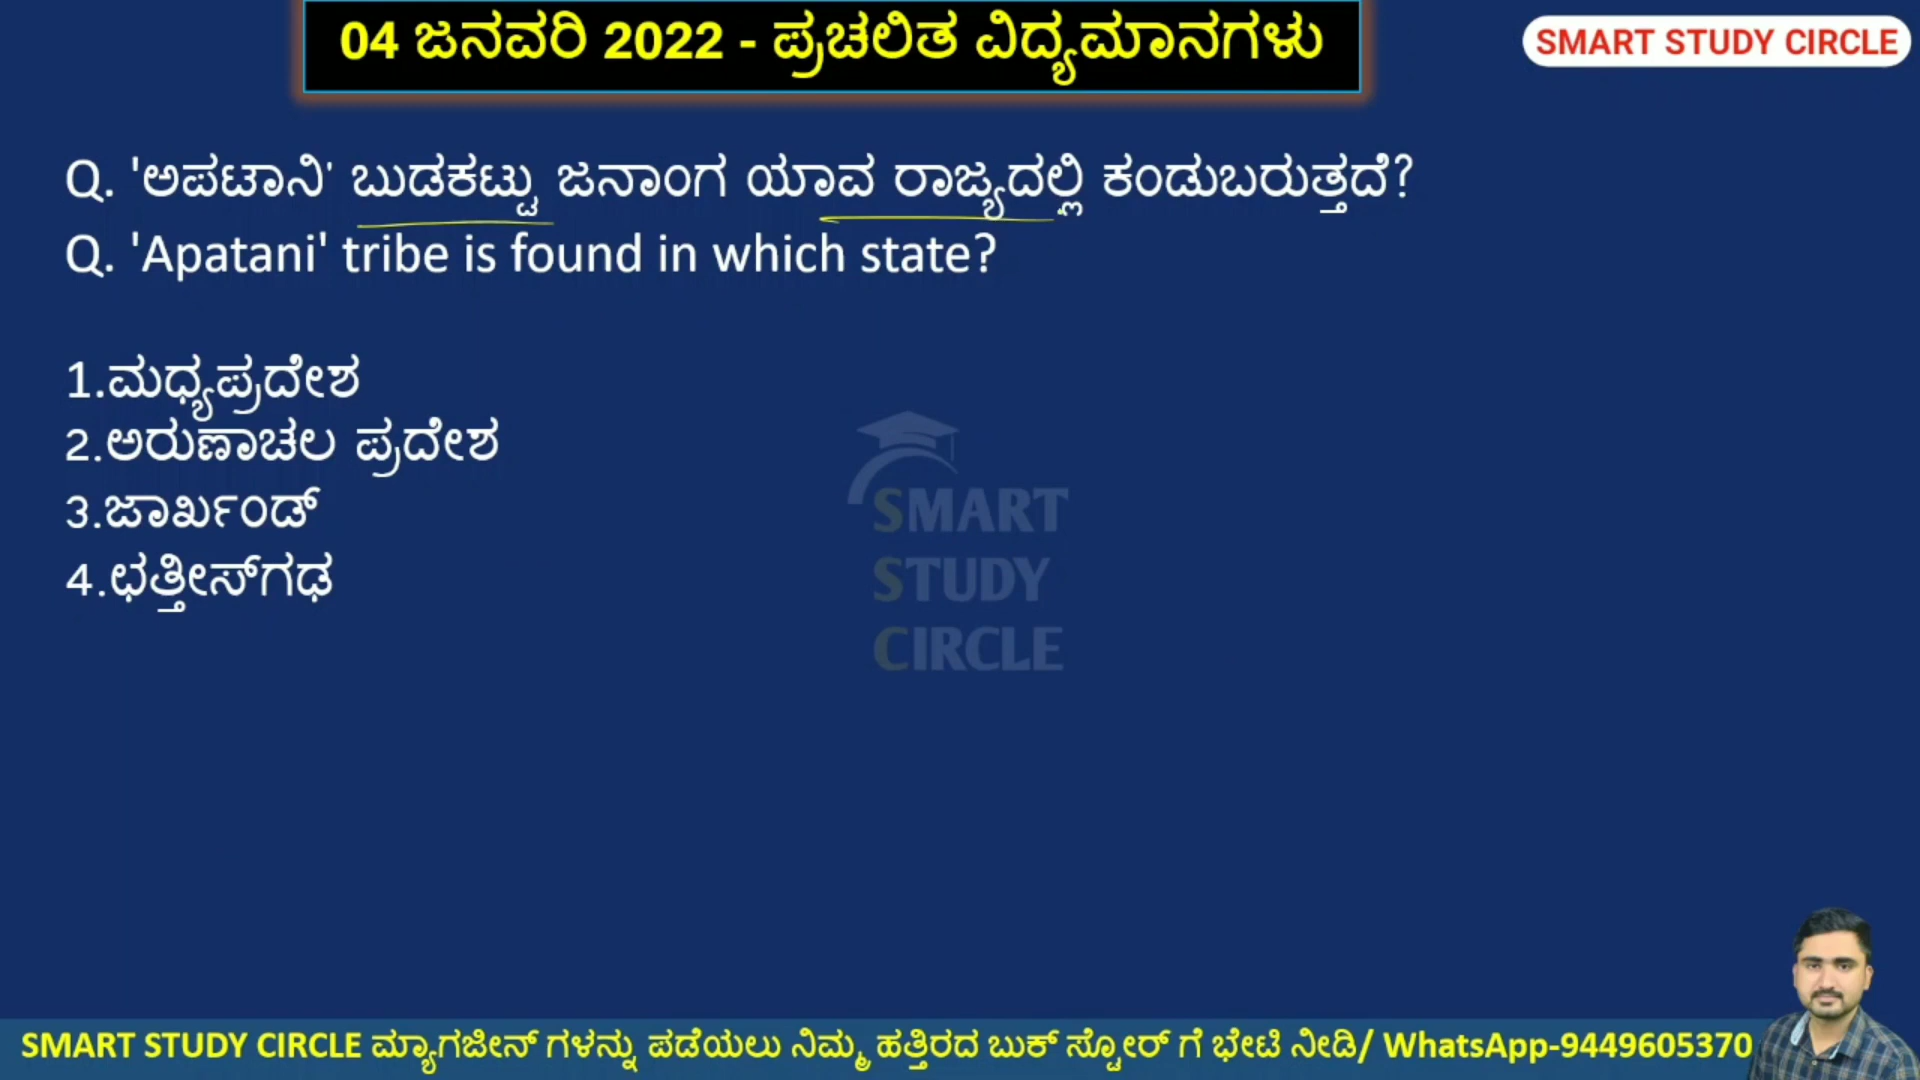 04 ಜನವರಿ 2022 - ಪ್ರಚಲಿತ ವಿದ್ಯಮಾನಗಳು
SMART STUDY CIRCLE
Q. 'ಅಪಟಾನಿ' ಬುಡಕಟ್ಟು ಜನಾಂಗ ಯಾವ ರಾಜ್ಯದಲ್ಲಿ ಕಂಡುಬರುತ್ತದೆ?
Q. 'Apatani' tribe is found in which state?
1.ಮಧ್ಯಪ್ರದೇಶ
2.ಅರುಣಾಚಲ ಪ್ರದೇಶ
3.ಜಾರ್ಖಂಡ್
4.ಛತ್ತೀಸ್‌ಗಢ
SMART
STUDY
CIRCLE
SMART STUDY CIRCLE ಮ್ಯಾಗಜೀನ್ ಗಳನ್ನು ಪಡೆಯಲು ನಿಮ್ಮ ಹತ್ತಿರದ ಬುಕ್ ಸ್ಟೋರ್ ಗೆ ಭೇಟಿ ನೀಡಿ/ WhatsApp-9449605370